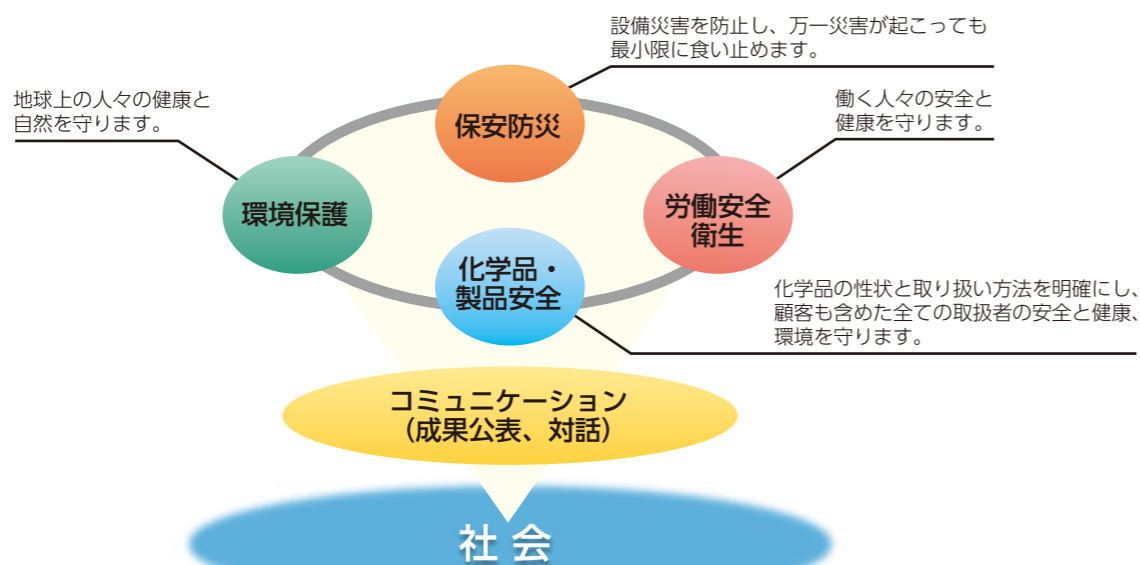 設備災害を防止し、万一災害が起こっても
最小限に食い止めます。
地球上の人々の健康と
自然を守ります。
働く人々の安全と
健康を守ります。
保安防災
環境保護
労働安全
衛生
化学品・
製品安全
化学品の性状と取り扱い方法を明確にし、
顧客も含めた全ての取扱者の安全と健康、
環境を守ります。
コミュニケーション
(成果公表、対話)
社会